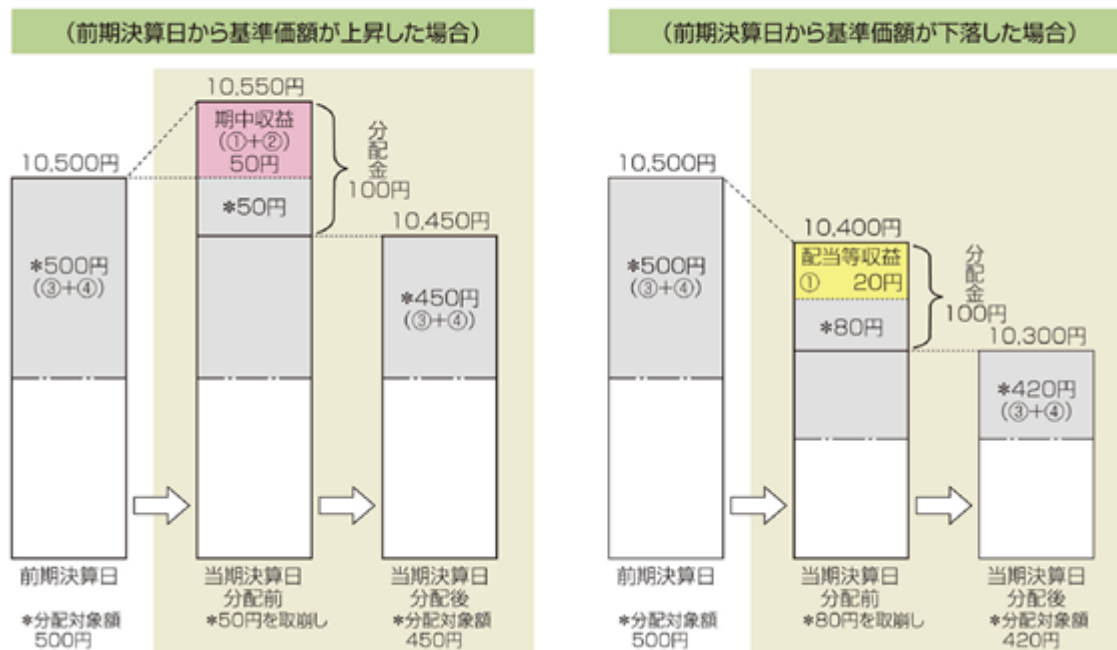 (前期決算日から基準価額が上昇した場合)
10,500円
*500円
(③+④)
前期決算日
*分配対象額
500円
10,550円
期中収益
(①+②)
50円
*50円
分配金
100円
当期決算日
分配前
*50円を取崩し
10,450円
*450円
(③+④)
当期決算日
分配後
*分配対象額
450円
(前期決算日から基準価額が下落した場合)
10,500円
*500円
(③+④)
前期決算日
*分配対象額
500円
10,400円
配当等収益
① 20円
*80円
分配金
100円
当期決算日
分配前
*80円を取崩し
10,300円
*420円
(③+④)
当期決算日
分配後
*分配対象額
420円